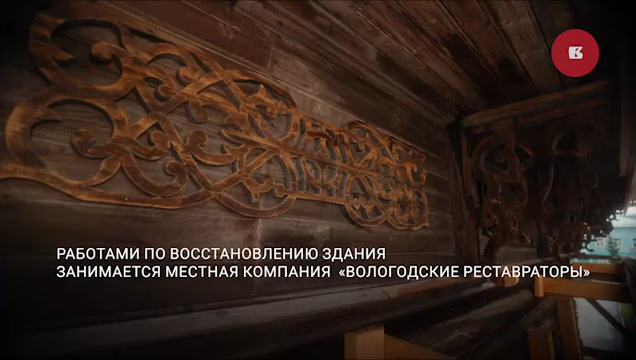 В
РАБОТАМИ ПО ВОССТАНОВЛЕНИЮ ЗДАНИЯ
ЗАНИМАЕТСЯ МЕСТНАЯ КОМПАНИЯ «ВОЛОГОДСКИЕ РЕСТАВРАТОРЫ»